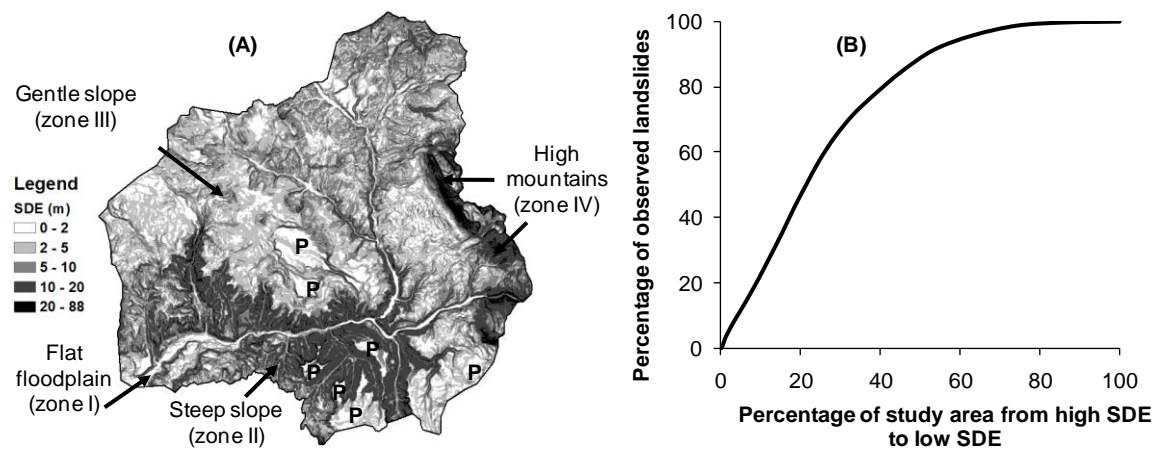 (A)
Gentle slope
(zone III)
High
mountains
(zone IV)
Legend
SDE (m)
0 - 2
2 - 5
5 - 10
10 - 20
20 - 88
P
P
P
P
P
P
P
Flat
floodplain
(zone I)
Steep slope
(zone II)
(B)
Percentage of observed landslides
100
80
60
40
20
0
0 20 40 60 80 100
Percentage of study area from high SDE
to low SDE